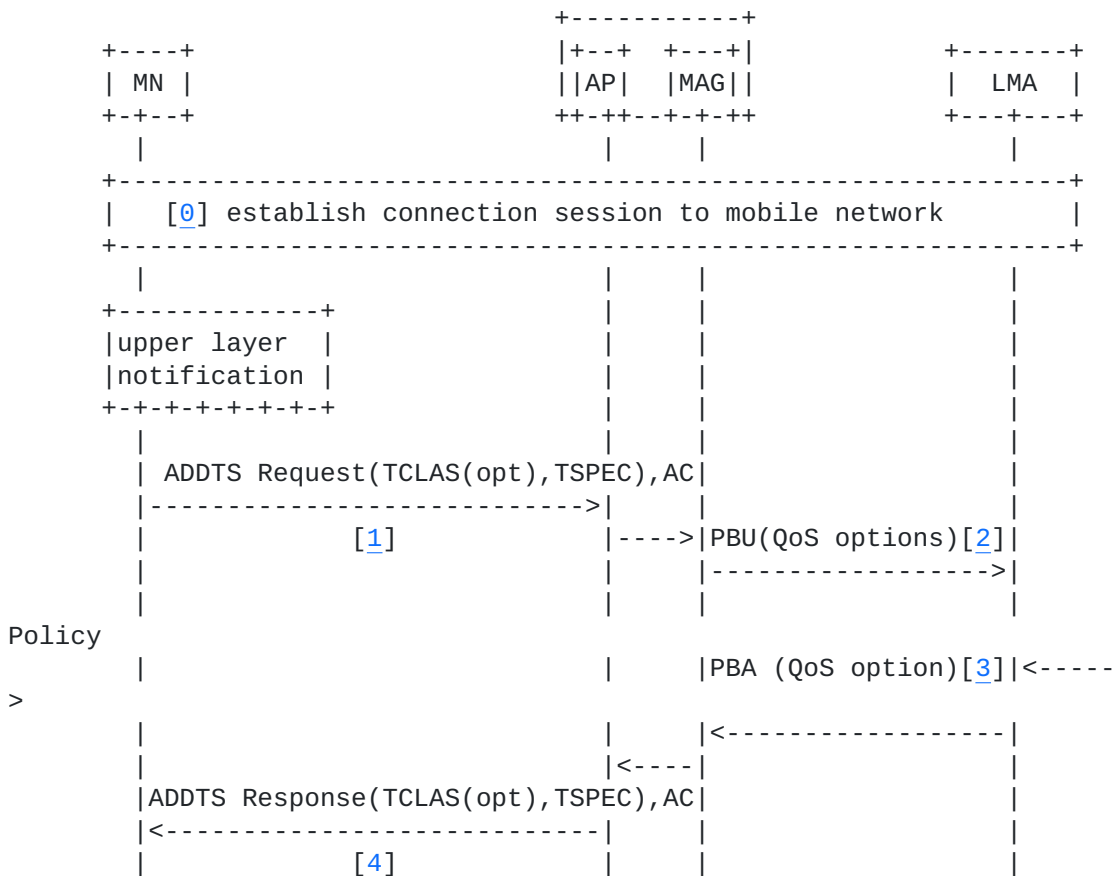 +-----------+
      +----+                        |+--+  +---+|            +-------+
      | MN |                        ||AP|  |MAG||            |  LMA  |
      +-+--+                        ++-++--+-+-++            +---+---+
        |                              |     |                   |
      +-------------------------------------------------------------+
      |   [0] establish connection session to mobile network        |
      +-------------------------------------------------------------+
        |                              |     |                   |
      +-------------+                  |     |                   |
      |upper layer  |                  |     |                   |
      |notification |                  |     |                   |
      +-+-+-+-+-+-+-+                  |     |                   |
        |                              |     |                   |
        | ADDTS Request(TCLAS(opt),TSPEC),AC|                    |
        |---------------------------->|     |                   |
        |             [1]             |---->|PBU(QoS options)[2]|
        |                             |     |------------------>|
        |                             |     |                   |
Policy
        |                             |     |PBA (QoS option)[3]|<-----
>
        |                             |     |<------------------|
        |                             |<----|                   |
        |ADDTS Response(TCLAS(opt),TSPEC),AC|                   |
        |<----------------------------|     |                   |
        |             [4]             |     |                   |